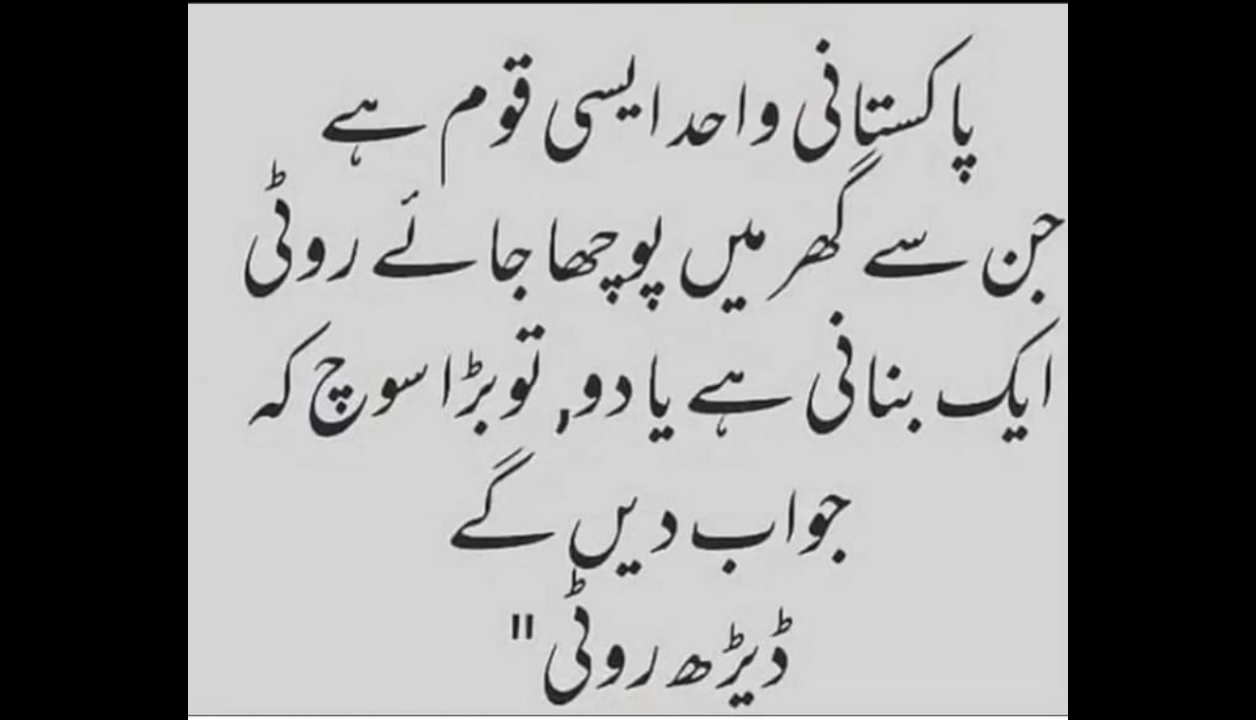 پاکستانی واحد ایسی قوم ہے
جن سے گھر میں پوچھا جائے روٹی
ایک بنانی ہے یا دو, تو بڑا سوچ کہ
جواب دیں گے
ڈیڑھ روٹی"